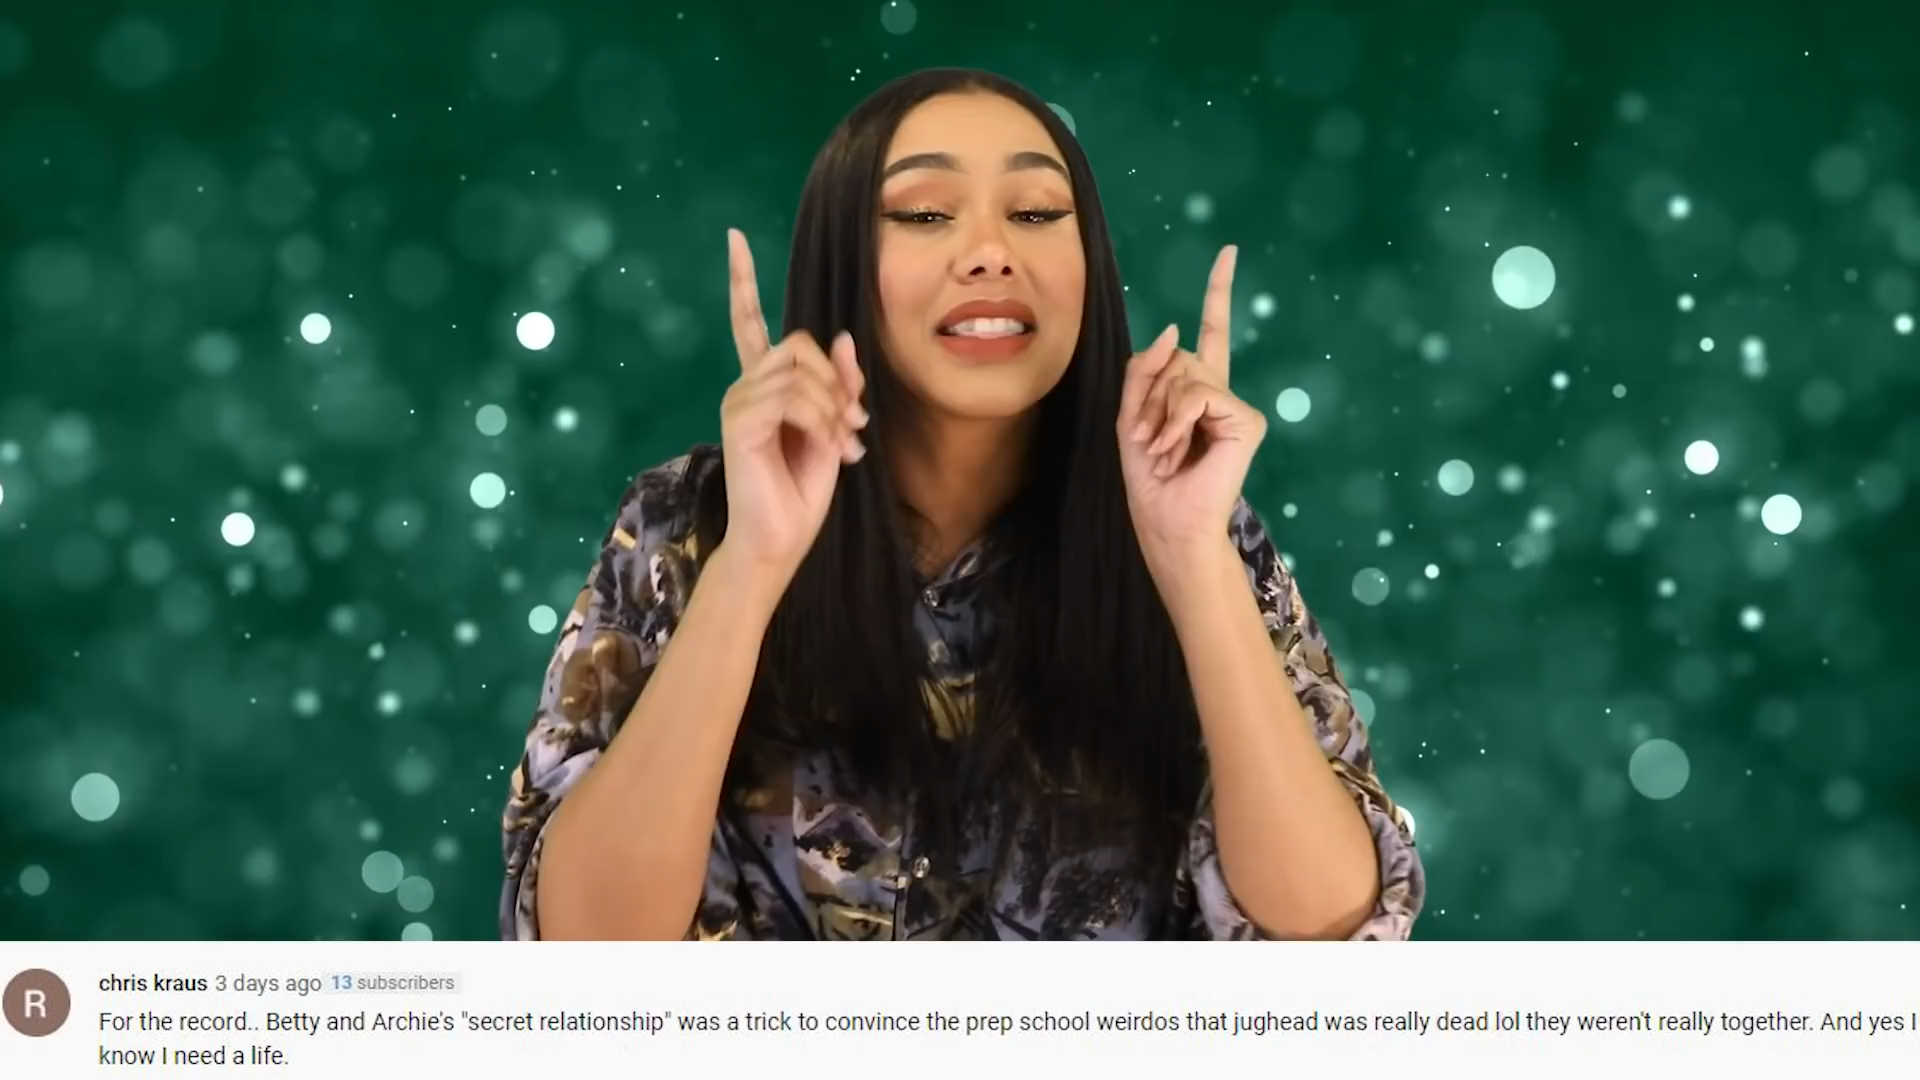 R
chris kraus 3 days ago 13 subscribers
For the record.. Betty and Archie's "secret relationship" was a trick to convince the prep school weirdos that jughead was really dead lol they weren't really together. And yes I
know I need a life.